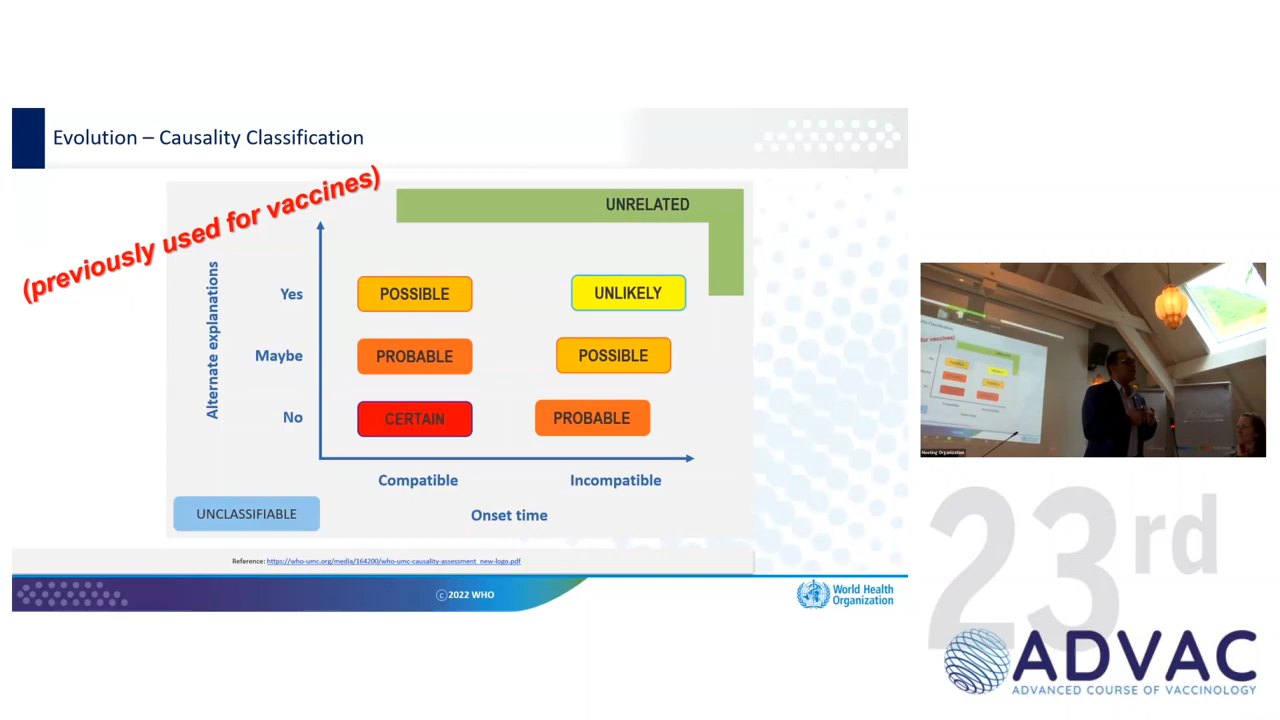 Evolution – Causality Classification
(previously used for vaccines)
UNRELATED
Alternate explanations
Yes
POSSIBLE
UNLIKELY
Maybe
PROBABLE
POSSIBLE
No
CERTAIN
PROBABLE
Compatible
Incompatible
UNCLASSIFIABLE
Onset time
Reference: https://who-umc.org/media/164200/who-umc-causality-assessment_new-logo.pdf
©2022 WHO
World Health
Organization
Meeting Organization
23rd
ADVAC
ADVANCED COURSE OF VACCINOLOGY